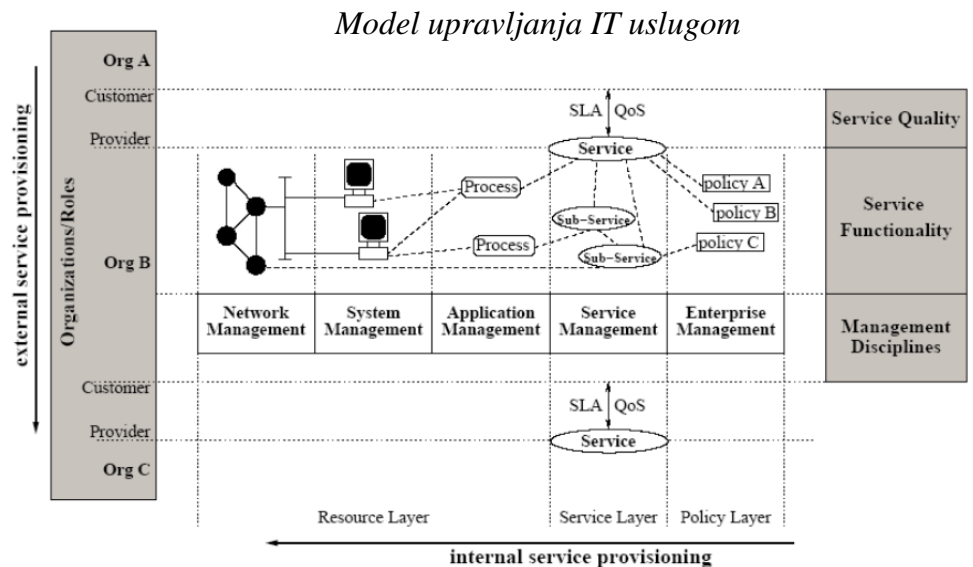 Model upravljanja IT uslugom
external service provisioning
Organizations/Roles
Org A
Customer
Provider
Org B
Customer
Provider
Org C
SLA QoS
Service
Process
Process
Sub-Service
Sub-Service
policy A
policy B
policy C
Network
Management
System
Management
Application
Management
Service
Management
Enterprise
Management
SLA QoS
Service
Resource Layer
Service Layer
Policy Layer
internal service provisioning
Service Quality
Service
Functionality
Management
Disciplines